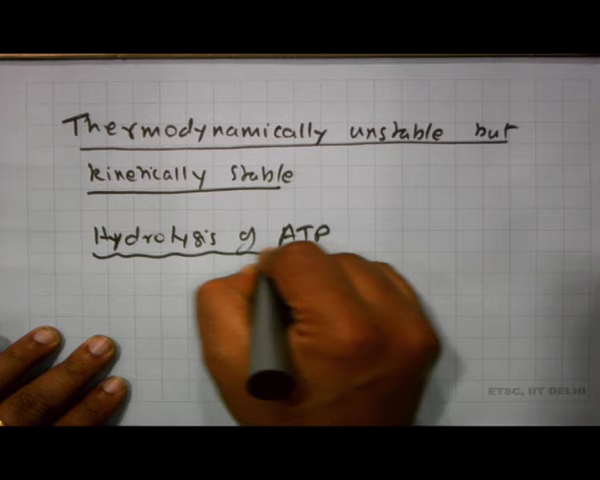 Thermodynamically unstable but
kinetically stable
Hydrolysis of ATP
ETSC, IIT DELHI